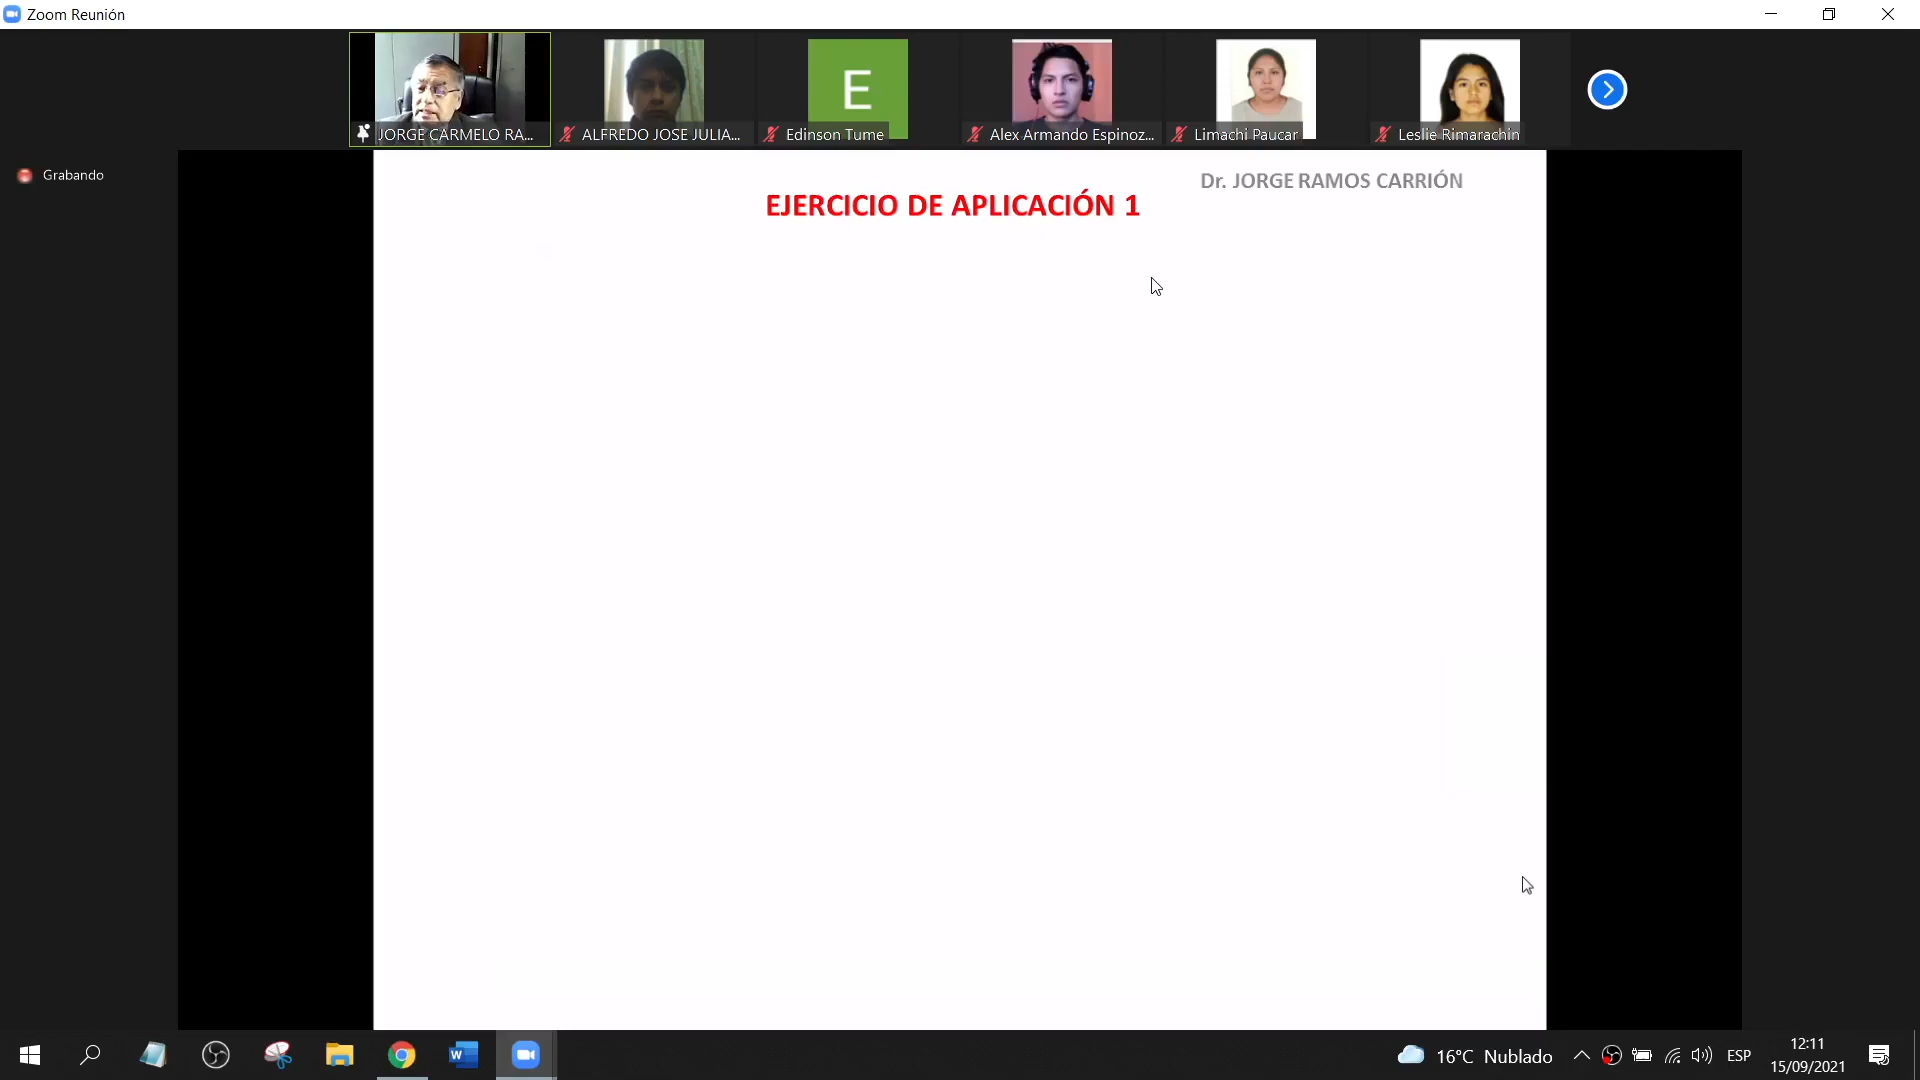 Zoom Reunión
JORGE CARMELO RA...
ALFREDO JOSE JULIA...
E
Edinson Tume
Alex Armando Espinoz...
Limachi Paucar
Leslie Rimarachin
Grabando
Dr. JORGE RAMOS CARRIÓN
EJERCICIO DE APLICACIÓN 1
16°C Nublado
ESP
12:11
15/09/2021